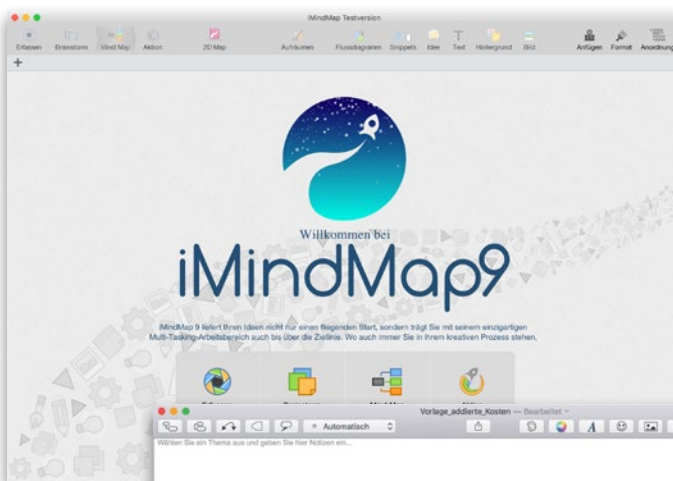 iMindMap Testversion
Erfassen Brainstorm Mind Map Aktion 2D Map Aufräumen Flussdiagramm Snippets Idee Text Hintergrund Bild Anfügen Format Anordnung
+
Willkommen bei
iMindMap9
iMindMap 9 liefert Ihren Ideen nicht nur einen fliegenden Start, sondern trägt Sie mit seinem einzigartigen
Multi-Tasking-Arbeitsbereich auch bis über die Ziellinie. Wo auch immer Sie in Ihrem kreativen Prozess stehen,
Vorlage_addierte_Kosten — Bearbeitet
Automatisch
Wählen Sie ein Thema aus und geben Sie hier Notizen ein...